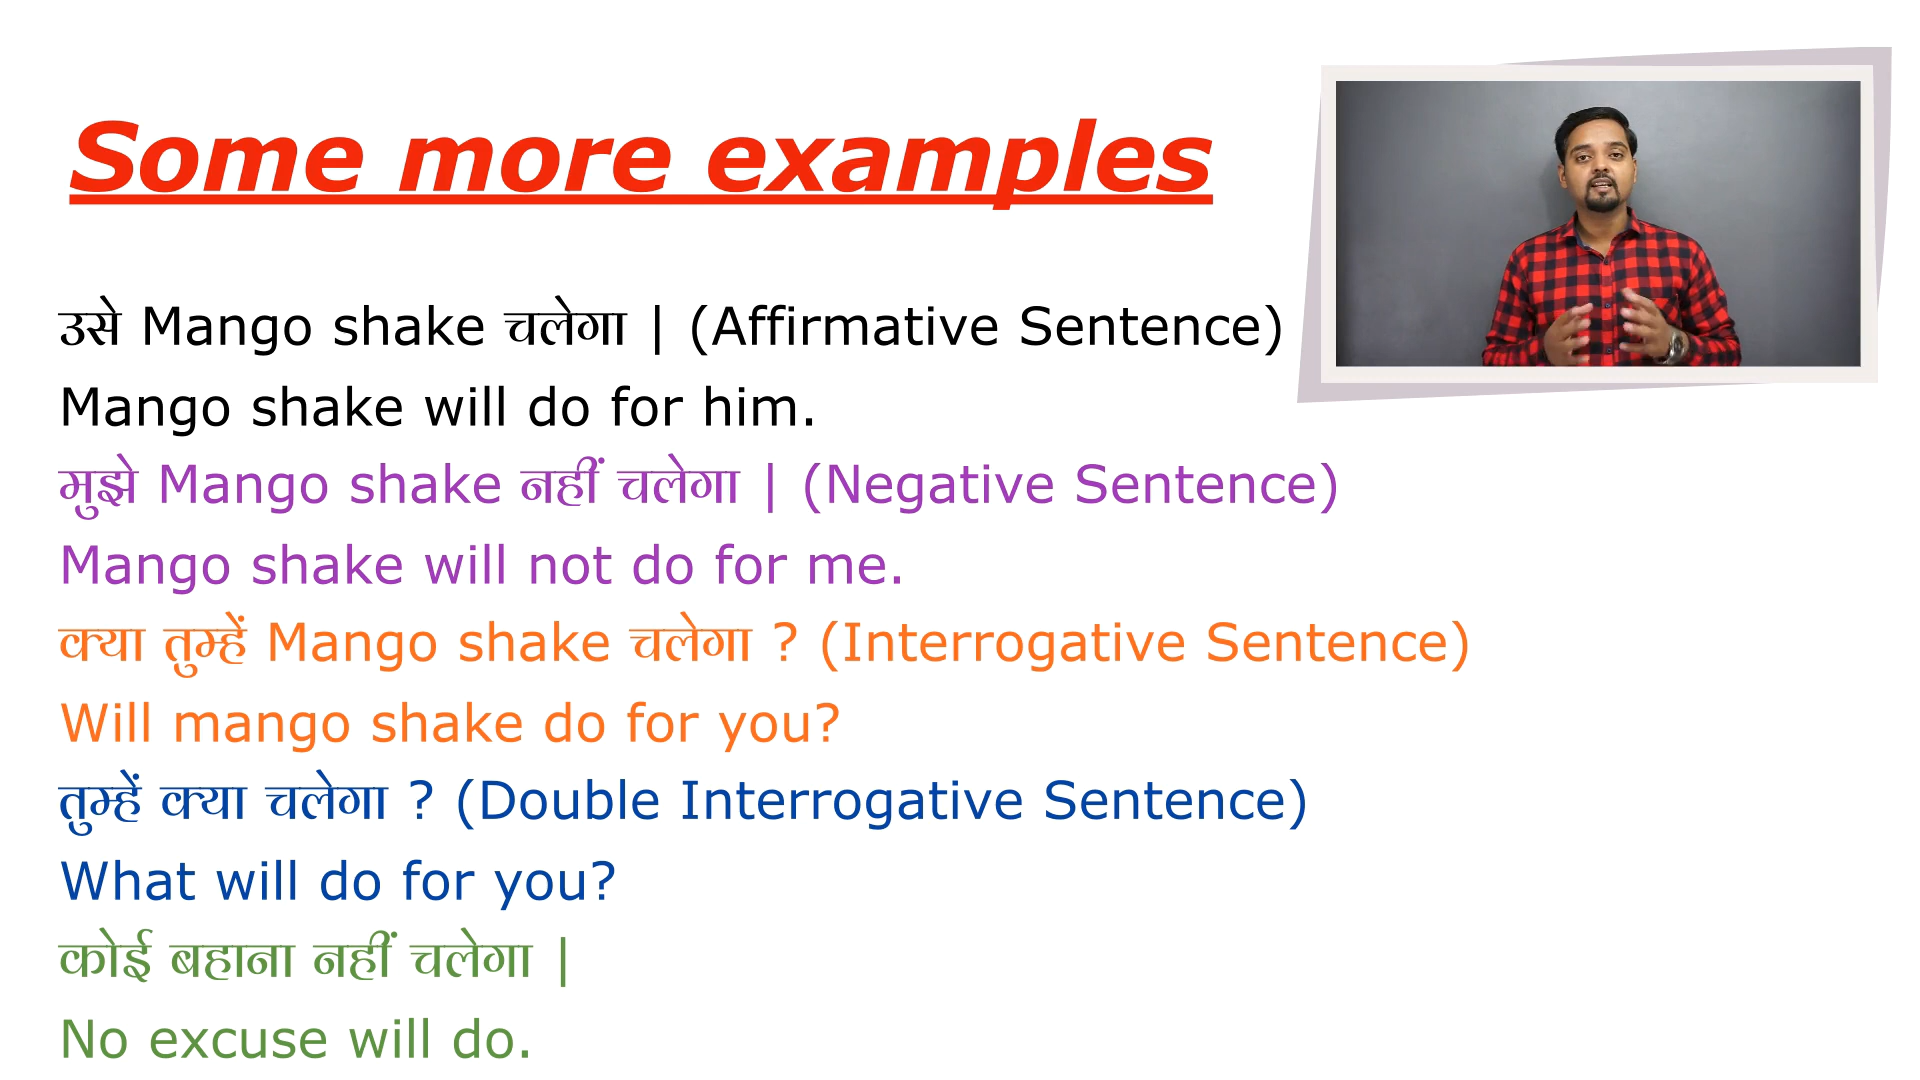 Some more examples
उसे Mango shake चलेगा | (Affirmative Sentence)
Mango shake will do for him.
मुझे Mango shake नहीं चलेगा | (Negative Sentence)
Mango shake will not do for me.
क्या तुम्हें Mango shake चलेगा ? (Interrogative Sentence)
Will mango shake do for you?
तुम्हें क्या चलेगा ? (Double Interrogative Sentence)
What will do for you?
कोई बहाना नहीं चलेगा |
No excuse will do.